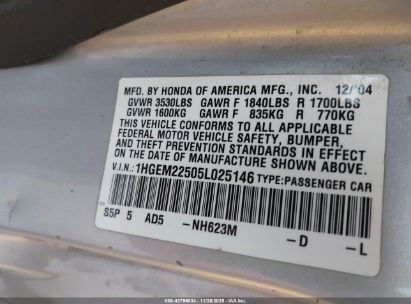 MFD. BY HONDA OF AMERICA MFG., INC. 12/'04
GVWR 3530LBS GAWR F 1840LBS R 1700LBS
GVWR 1600KG GAWR F 835KG R 770KG
THIS VEHICLE CONFORMS TO ALL APPLICABLE
FEDERAL MOTOR VEHICLE SAFETY, BUMPER,
AND THEFT PREVENTION STANDARDS IN EFFECT
ON THE DATE OF MANUFACTURE SHOWN ABOVE.
V.I.N.: 1HGEM22505L025146 TYPE: PASSENGER CAR
S5P 5 AD5 -NH623M -D -L